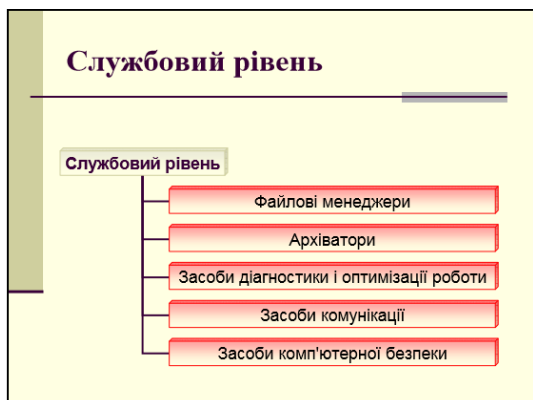 Службовий рівень
Службовий рівень
Файлові менеджери
Архіватори
Засоби діагностики і оптимізації роботи
Засоби комунікації
Засоби комп'ютерної безпеки